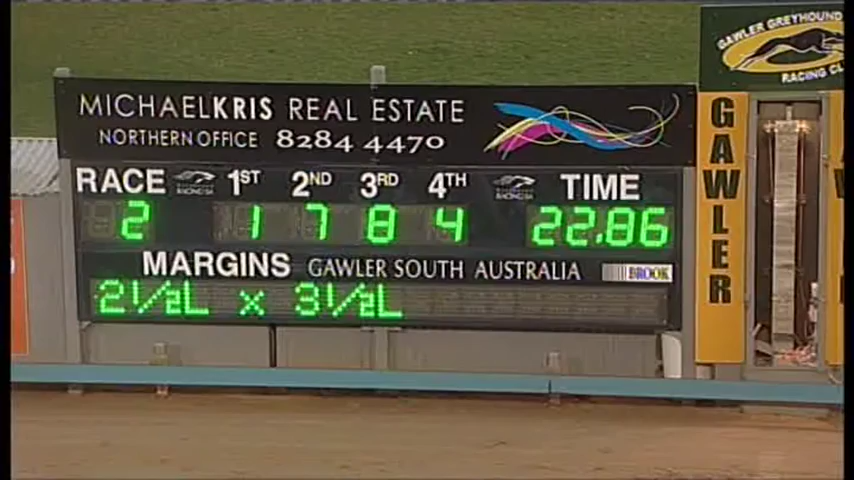 GAWLER GREYHOUND
RACING CL
MICHAELKRIS REAL ESTATE
NORTHERN OFFICE 8284 4470
RACE 1ST 2ND 3RD 4TH TIME
2 1 7 8 4 22.86
MARGINS GAWLER SOUTH AUSTRALIA BROOK
2½L x 3½L
GAWLER